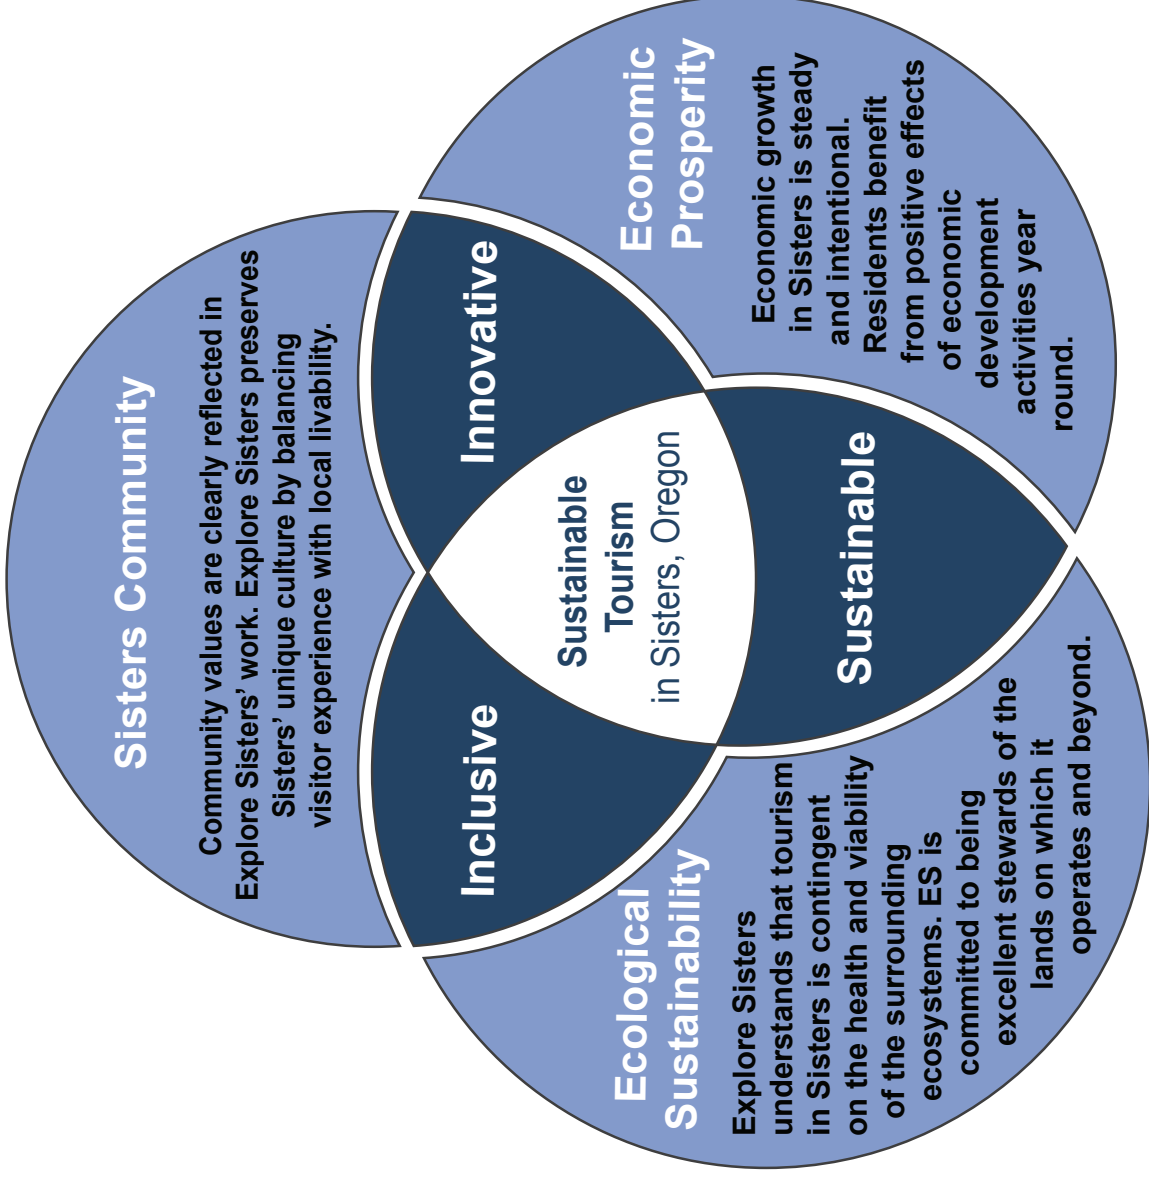 Sisters Community
Community values are clearly reflected in
Explore Sisters' work. Explore Sisters preserves
Sisters' unique culture by balancing
visitor experience with local livability.
Inclusive
Innovative
Sustainable
Tourism
in Sisters, Oregon
Sustainable
Ecological
Sustainability
Explore Sisters
understands that tourism
in Sisters is contingent
on the health and viability
of the surrounding
ecosystems. ES is
committed to being
excellent stewards of the
lands on which it
operates and beyond.
Economic
Prosperity
Economic growth
in Sisters is steady
and intentional.
Residents benefit
from positive effects
of economic
development
activities year
round.